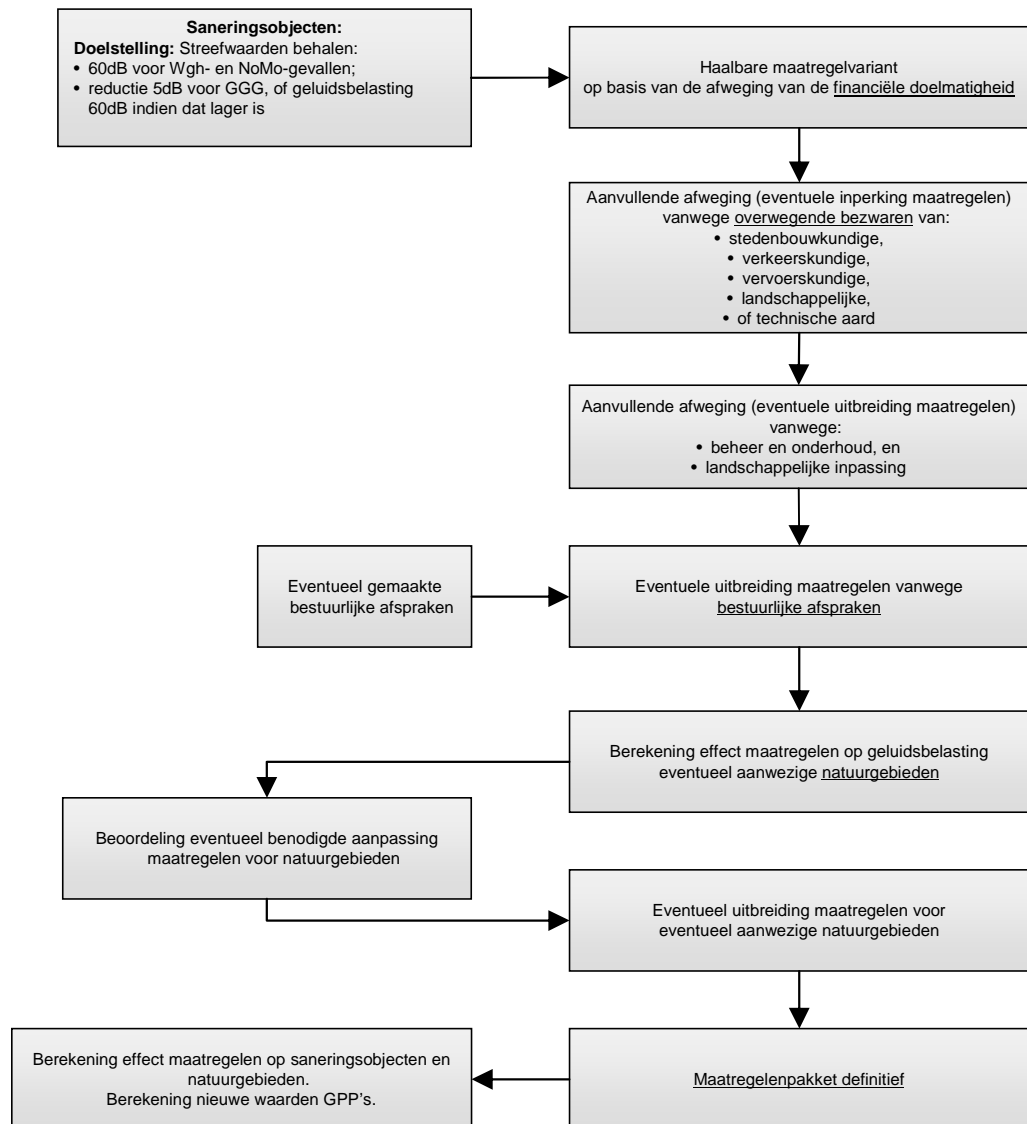 Saneringsobjecten:
Doelstelling: Streefwaarden behalen:
• 60dB voor Wgh- en NoMo-gevallen;
• reductie 5dB voor GGG, of geluidsbelasting
60dB indien dat lager is
Haalbare maatregelvariant
op basis van de afweging van de financiële doelmatigheid
Aanvullende afweging (eventuele inperking maatregelen)
vanwege overwegende bezwaren van:
• stedenbouwkundige,
• verkeerskundige,
• vervoerskundige,
• landschappelijke,
• of technische aard
Aanvullende afweging (eventuele uitbreiding maatregelen)
vanwege:
• beheer en onderhoud, en
• landschappelijke inpassing
Eventueel gemaakte
bestuurlijke afspraken
Eventuele uitbreiding maatregelen vanwege
bestuurlijke afspraken
Berekening effect maatregelen op geluidsbelasting
eventueel aanwezige natuurgebieden
Beoordeling eventueel benodigde aanpassing
maatregelen voor natuurgebieden
Eventueel uitbreiding maatregelen voor
eventueel aanwezige natuurgebieden
Maatregelenpakket definitief
Berekening effect maatregelen op saneringsobjecten en
natuurgebieden.
Berekening nieuwe waarden GPP's.